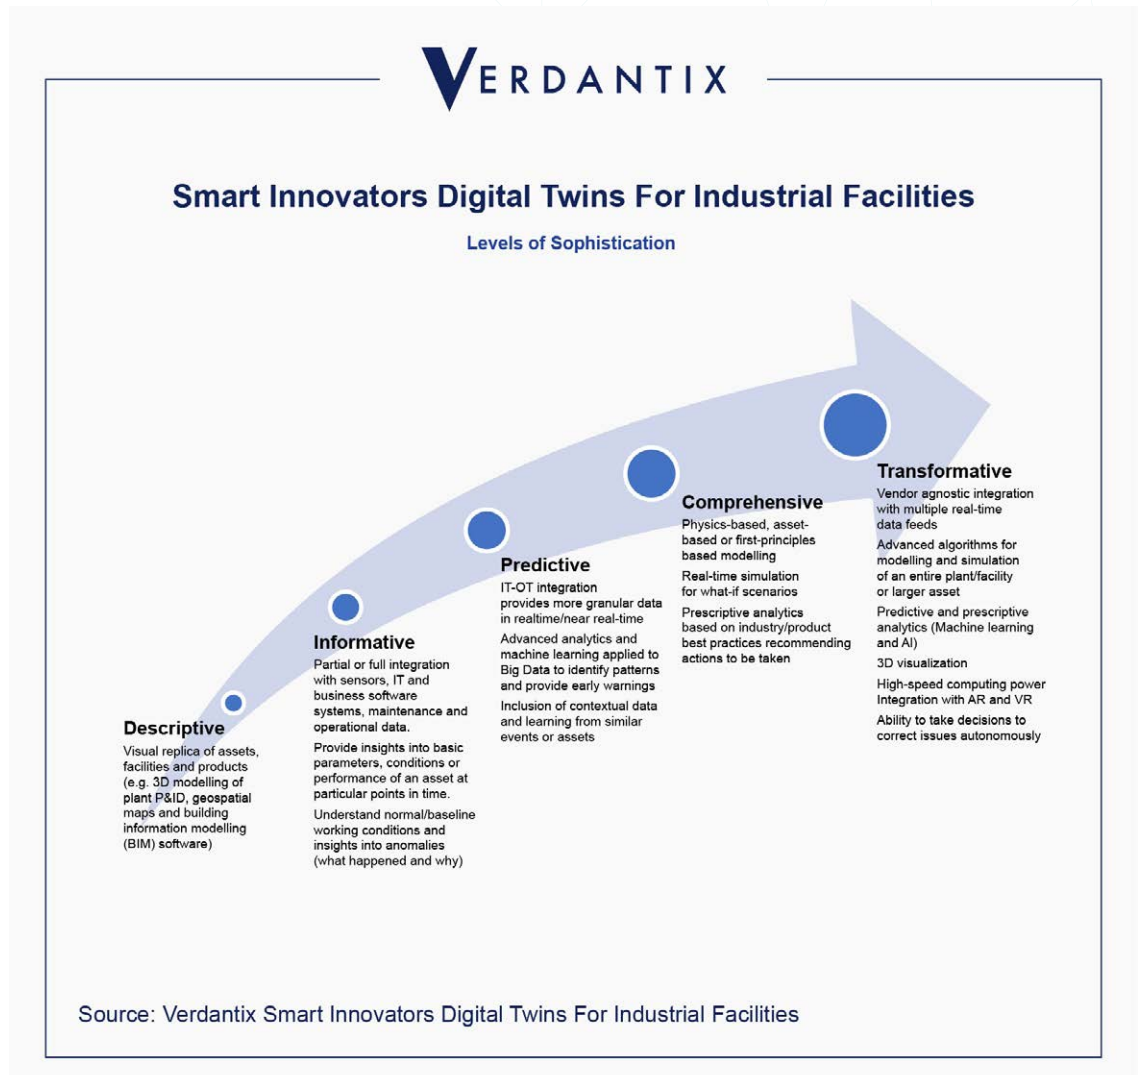 VERDANTIX
Smart Innovators Digital Twins For Industrial Facilities
Levels of Sophistication
Descriptive
Visual replica of assets,
facilities and products
(e.g. 3D modelling of
plant P&ID, geospatial
maps and building
information modelling
(BIM) software)
Informative
Partial or full integration
with sensors, IT and
business software
systems, maintenance and
operational data.
Provide insights into basic
parameters, conditions or
performance of an asset at
particular points in time.
Understand normal/baseline
working conditions and
insights into anomalies
(what happened and why)
Predictive
IT-OT integration
provides more granular data
in realtime/near real-time
Advanced analytics and
machine learning applied to
Big Data to identify patterns
and provide early warnings
Inclusion of contextual data
and learning from similar
events or assets
Comprehensive
Physics-based, asset-
based or first-principles
based modelling
Real-time simulation
for what-if scenarios
Prescriptive analytics
based on industry/product
best practices recommending
actions to be taken
Transformative
Vendor agnostic integration
with multiple real-time
data feeds
Advanced algorithms for
modelling and simulation
of an entire plant/facility
or larger asset
Predictive and prescriptive
analytics (Machine learning
and AI)
3D visualization
High-speed computing power
Integration with AR and VR
Ability to take decisions to
correct issues autonomously
Source: Verdantix Smart Innovators Digital Twins For Industrial Facilities